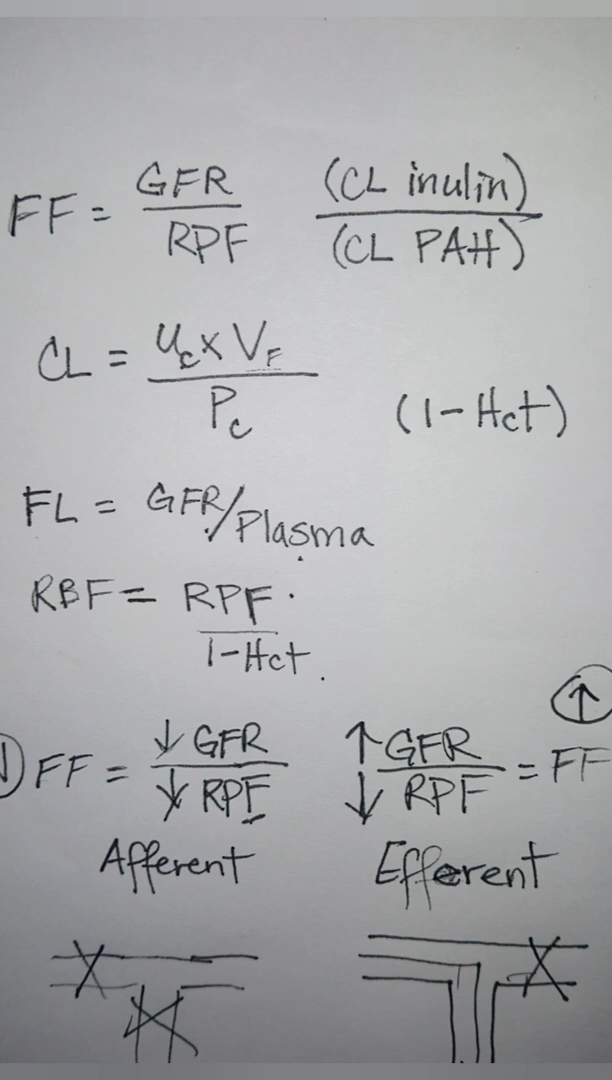 FF = GFR/RPF (CL inulin)/(CL PAH)
CL = Uc x VF/Pc
(1 - Hct)
FL = GFR/Plasma
RBF = RPF/1-Hct.
↓ FF = ↓ GFR/↓ RPF ↑ GFR/↓ RPF = FF ↑
Afferent Efferent